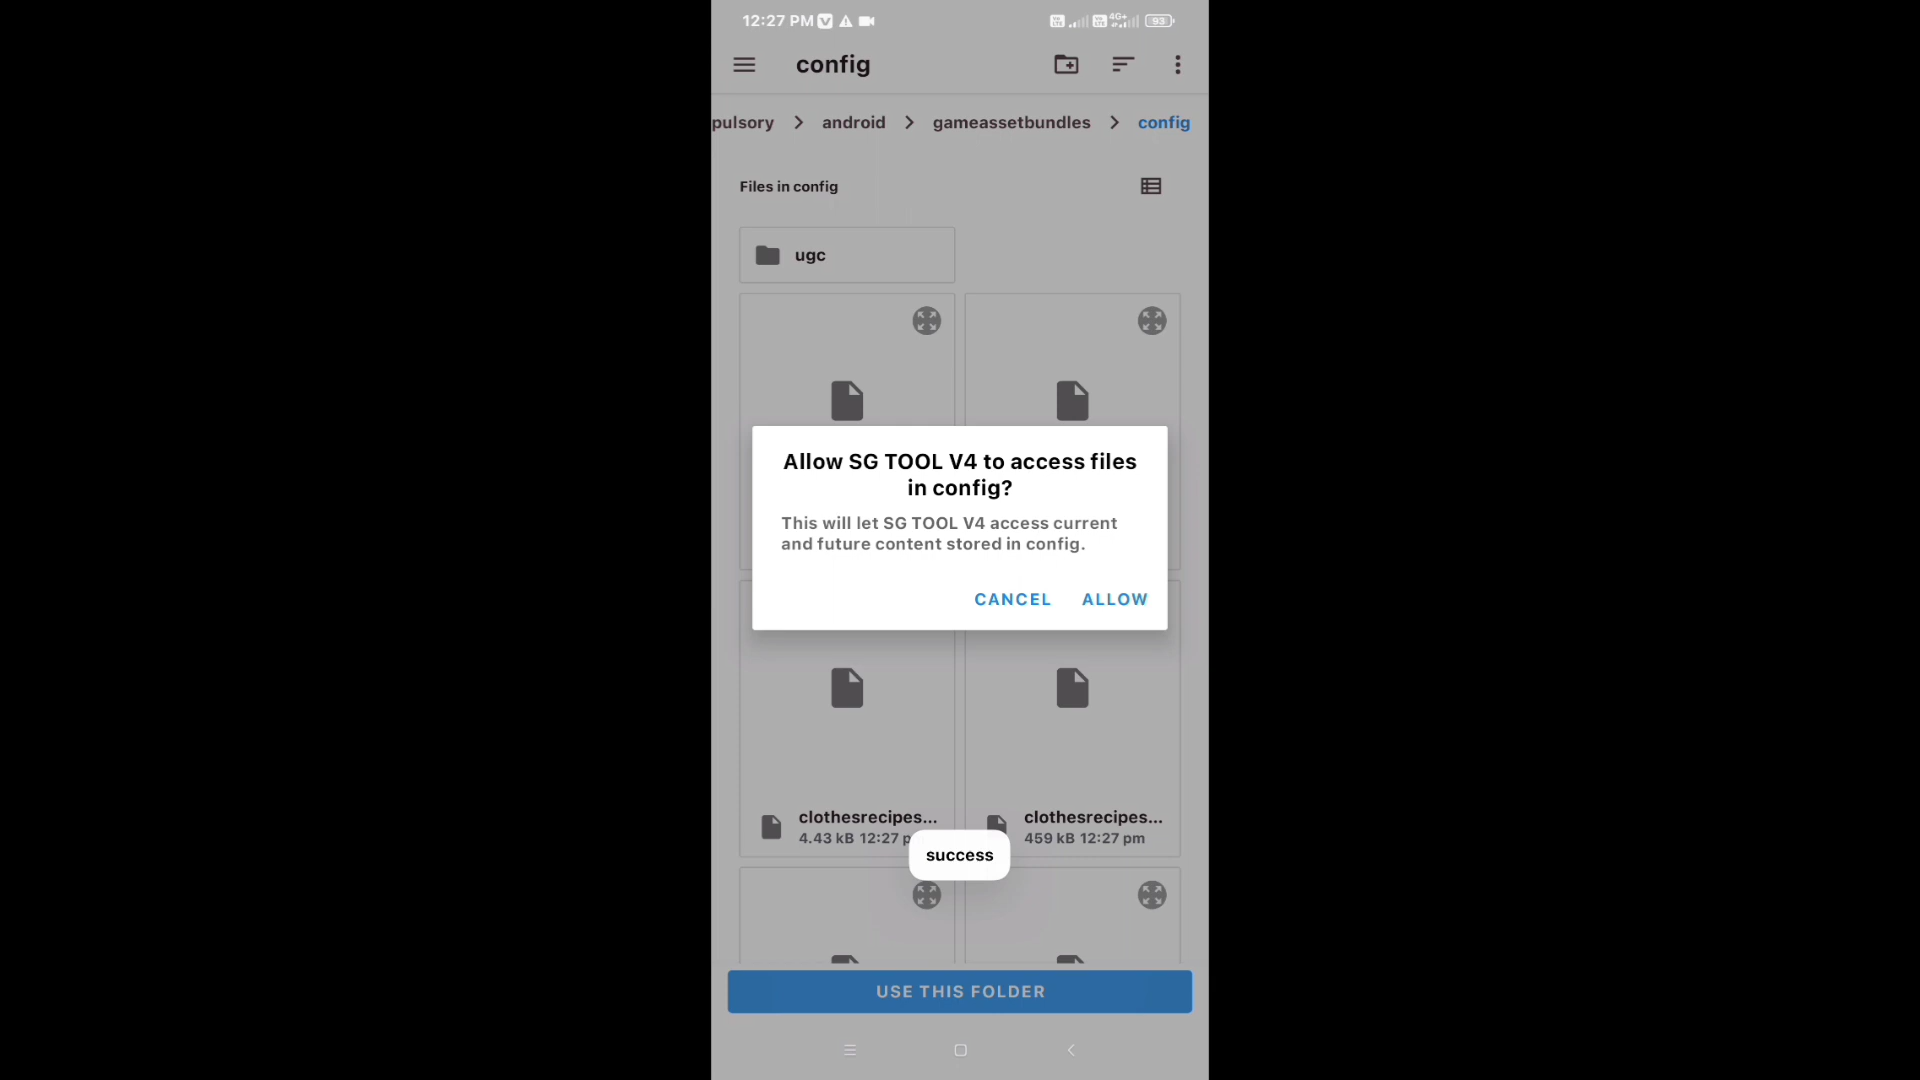 12:27 PM
4G+
93
config
pulsory > android > gameassetbundles > config
Files in config
ugc
Allow SG TOOL V4 to access files
in config?
This will let SG TOOL V4 access current
and future content stored in config.
CANCEL ALLOW
clothesrecipes...
4.43 kB 12:27 p
clothesrecipes...
459 kB 12:27 pm
success
USE THIS FOLDER